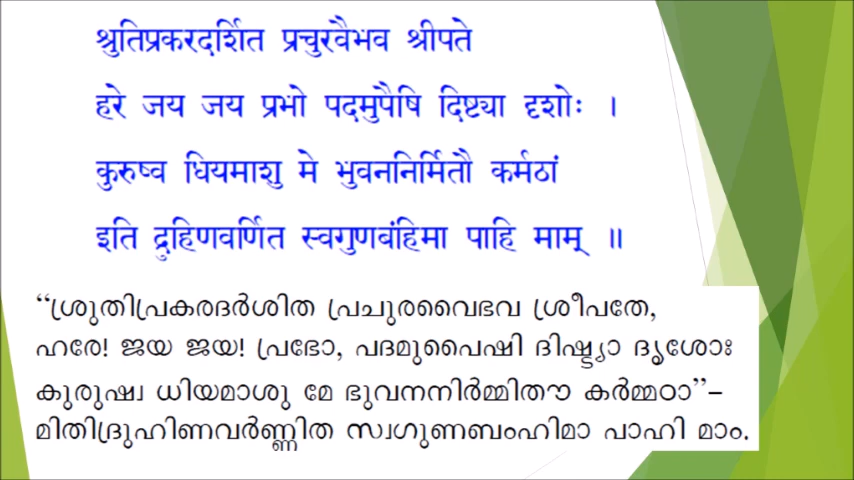 श्रुतिप्रकरदर्शित प्रचुरवैभव श्रीपते
हरे जय जय प्रभो पदमुपैषि दिष्ट्या दृशोः ।
कुरुष्व धियमाशु मे भुवननिर्मितौ कर्मठां
इति द्रुहिणवर्णित स्वगुणबंहिमा पाहि माम् ॥
“ശ്രുതിപ്രകരദർശിത പ്രചുരവൈഭവ ശ്രീപതേ,
ഹരേ! ജയ ജയ! പ്രഭോ, പദമുപൈഷി ദിഷ്ട്യാ ദൃശോഃ
കുരുഷ്വ ധിയമാശു മേ ഭുവനനിർമ്മിതൗ കർമ്മഠാ”–
മിതിദ്രുഹിണവർണ്ണിത സ്വഗുണബംഹിമാ പാഹി മാം.